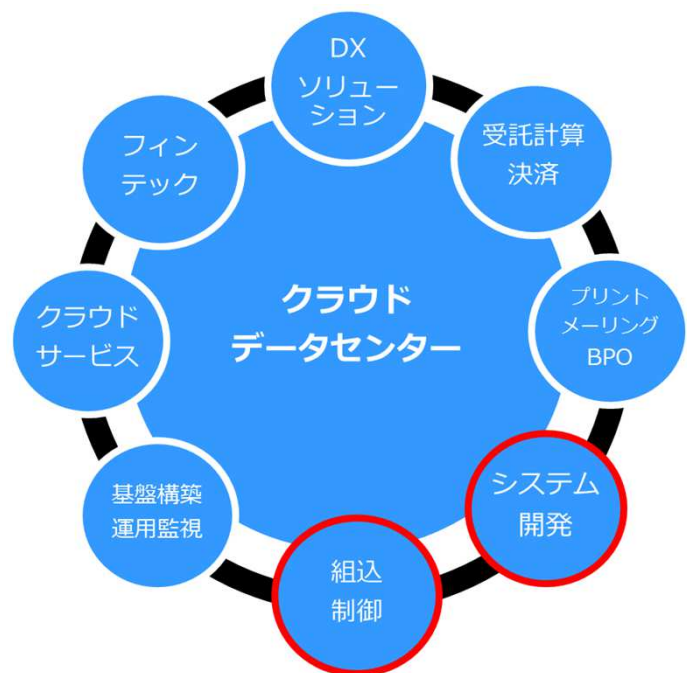 DX
ソリュー
ション
受託計算
決済
プリント
メーリング
BPO
システム
開発
組込
制御
基盤構築
運用監視
クラウド
サービス
フィン
テック
クラウド
データセンター